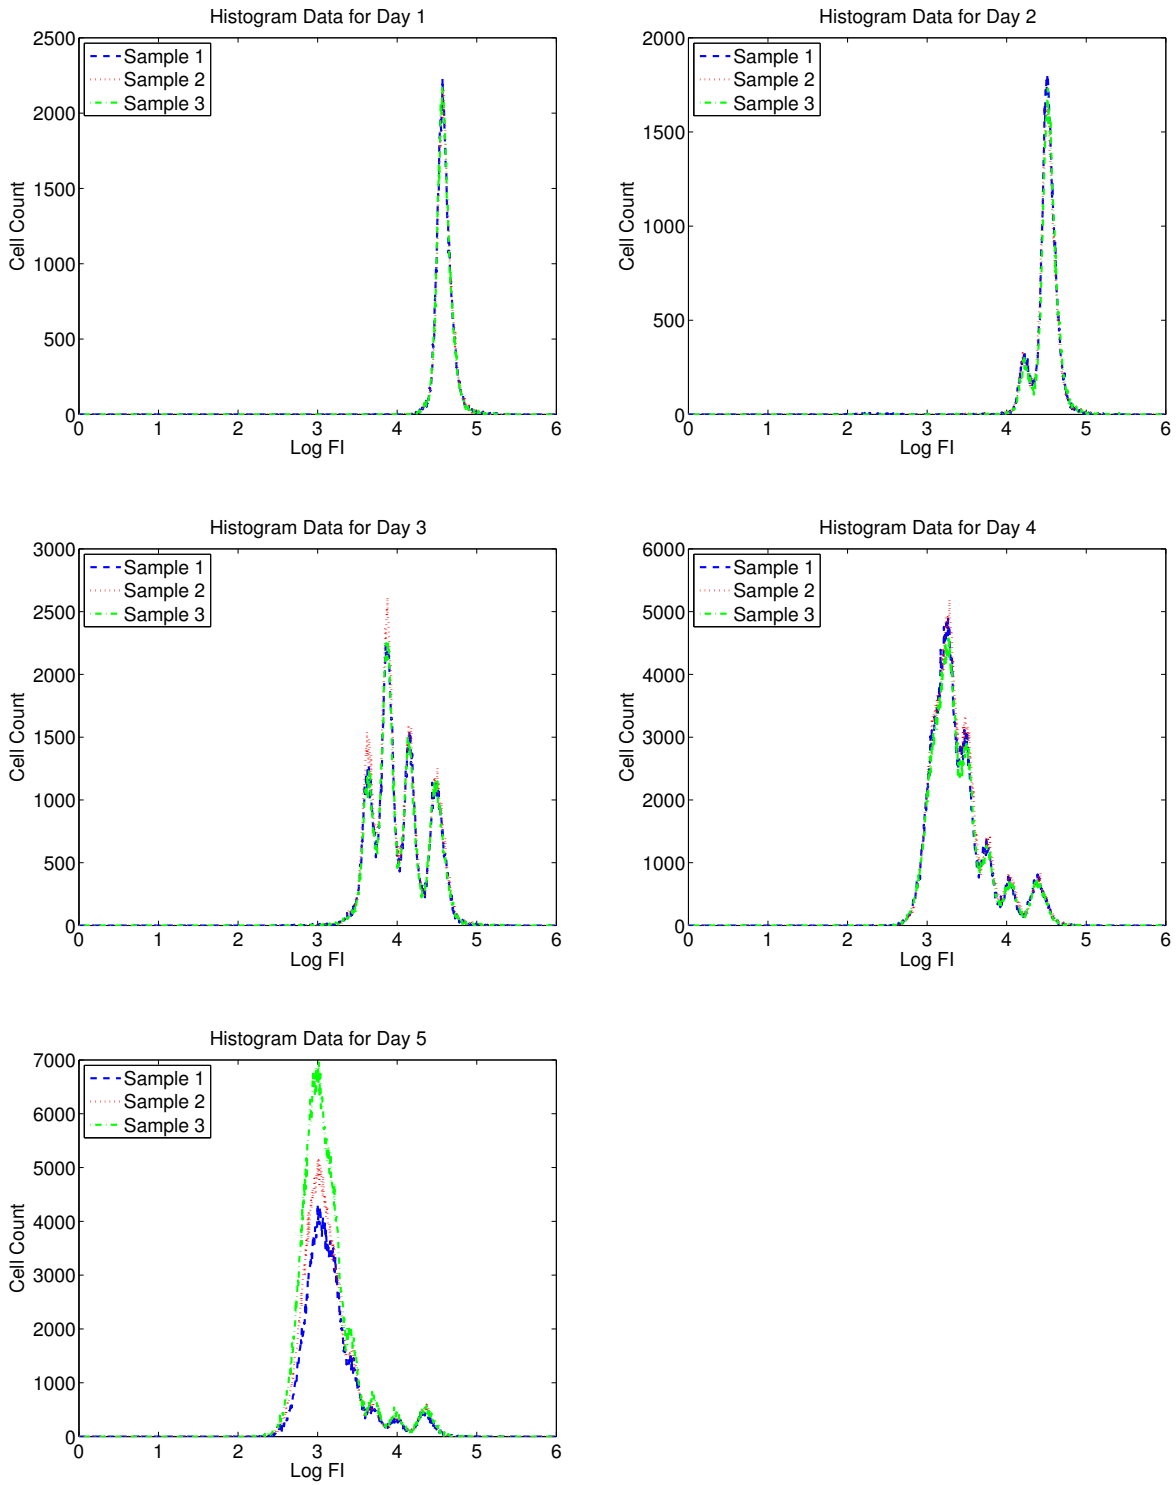 Histogram Data for Day 1
2500
2000
1500
1000
500
0
Cell Count
Sample 1
Sample 2
Sample 3
0 1 2 3 4 5 6
Log FI
Histogram Data for Day 2
2000
1500
1000
500
0
Cell Count
Sample 1
Sample 2
Sample 3
0 1 2 3 4 5 6
Log FI
Histogram Data for Day 3
3000
2500
2000
1500
1000
500
0
Cell Count
Sample 1
Sample 2
Sample 3
0 1 2 3 4 5 6
Log FI
Histogram Data for Day 4
6000
5000
4000
3000
2000
1000
0
Cell Count
Sample 1
Sample 2
Sample 3
0 1 2 3 4 5 6
Log FI
Histogram Data for Day 5
7000
6000
5000
4000
3000
2000
1000
0
Cell Count
Sample 1
Sample 2
Sample 3
0 1 2 3 4 5 6
Log FI